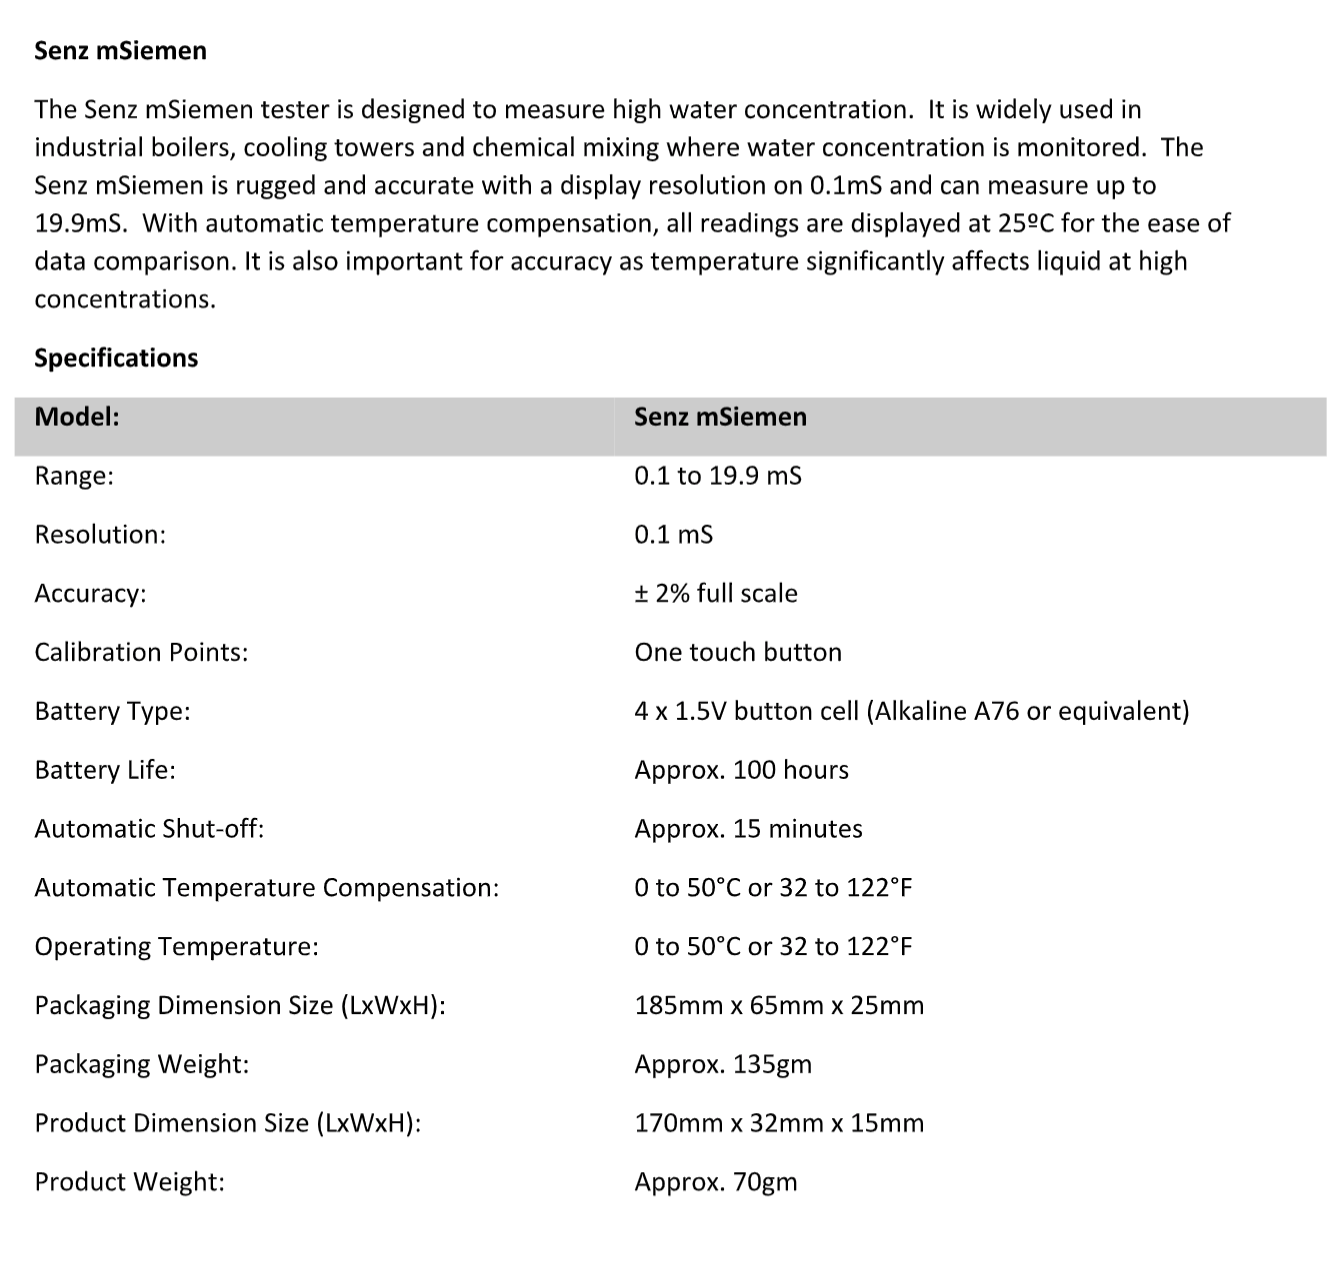 Senz mSiemen
The Senz mSiemen tester is designed to measure high water concentration.  It is widely used in
industrial boilers, cooling towers and chemical mixing where water concentration is monitored.  The
Senz mSiemen is rugged and accurate with a display resolution on 0.1mS and can measure up to
19.9mS.  With automatic temperature compensation, all readings are displayed at 25ºC for the ease of
data comparison. It is also important for accuracy as temperature significantly affects liquid at high
concentrations.
Specifications
Model: Senz mSiemen
Range: 0.1 to 19.9 mS
Resolution: 0.1 mS
Accuracy: ± 2% full scale
Calibration Points: One touch button
Battery Type: 4 x 1.5V button cell (Alkaline A76 or equivalent)
Battery Life: Approx. 100 hours
Automatic Shut-off: Approx. 15 minutes
Automatic Temperature Compensation: 0 to 50°C or 32 to 122°F
Operating Temperature: 0 to 50°C or 32 to 122°F
Packaging Dimension Size (LxWxH): 185mm x 65mm x 25mm
Packaging Weight: Approx. 135gm
Product Dimension Size (LxWxH): 170mm x 32mm x 15mm
Product Weight: Approx. 70gm